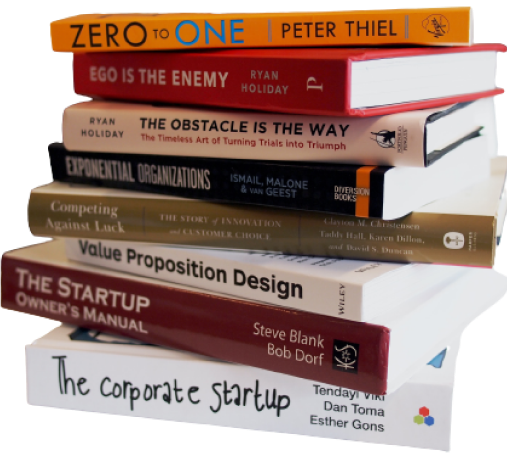 ZERO TO ONE PETER THIEL
EGO IS THE ENEMY RYAN HOLIDAY P
RYAN HOLIDAY THE OBSTACLE IS THE WAY
The Timeless Art of Turning Trials into Triumph
EXPONENTIAL ORGANIZATIONS ISMAIL, MALONE & VAN GEEST DIVERSION BOOKS
Competing Against Luck
THE STORY OF INNOVATION
AND CUSTOMER CHOICE
Clayton M. Christensen
Taddy Hall, Karen Dillon,
and David S. Duncan
Value Proposition Design WILEY
THE STARTUP
OWNER'S MANUAL
Steve Blank
Bob Dorf
The corporate startup
Tendayi Viki
Dan Toma
Esther Gons